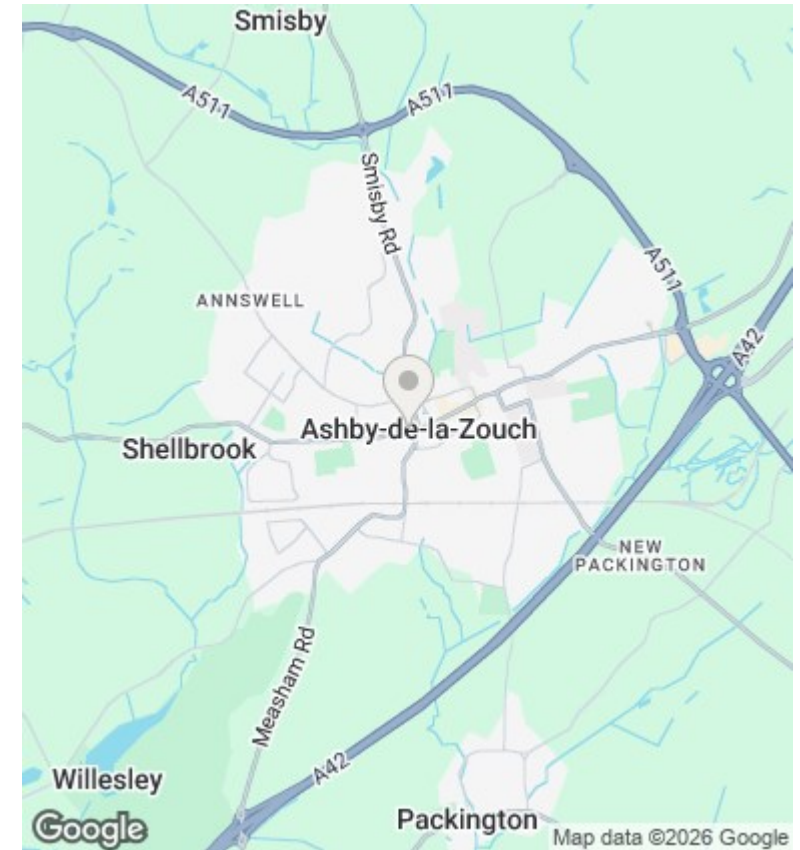 Smisby
A511
A511
Smisby Rd
A511
ANNSWELL
A42
Ashby-de-la-Zouch
Shellbrook
NEW
PACKINGTON
Measham Rd
A42
Willesley
Packington
Google
Map data ©2026 Google